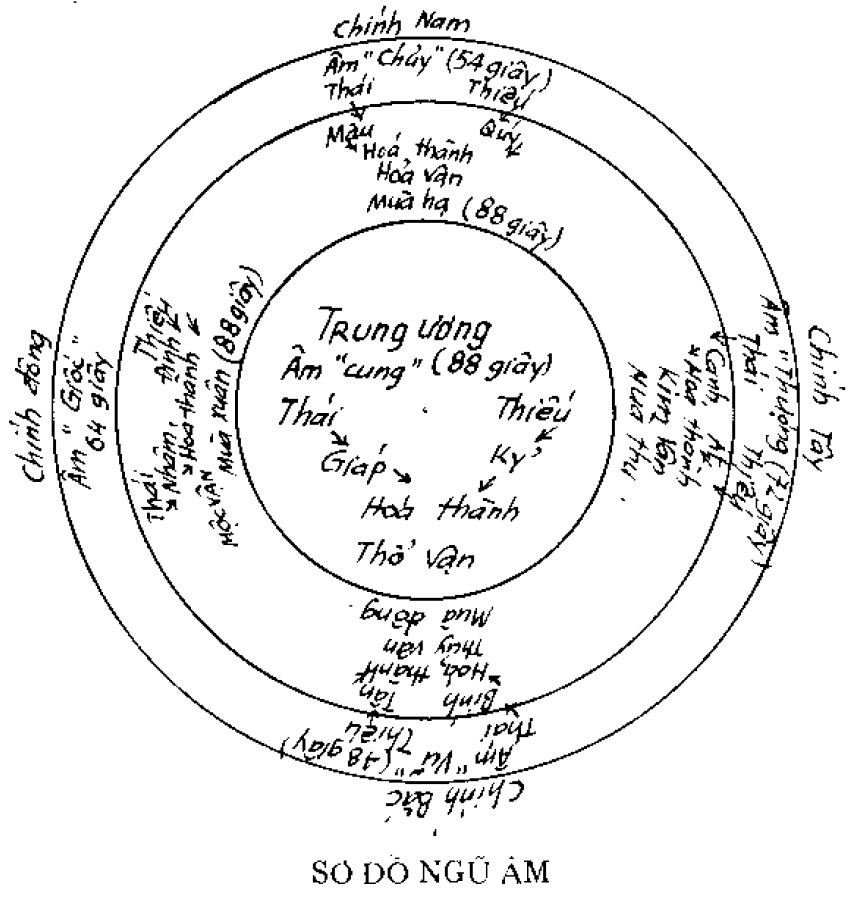 Chính Nam
Âm "Chủy" (54 giây)
Thái Thiếu
Mậu Quý
Hoá thành
Hoả vận
Mùa hạ (88 giây)
Chính đông
Âm "Giốc"
64 giây
Thái Thiếu
Nhâm, Đinh
Hoá thành
Mộc vận
Mùa xuân (88 giây)
Trung ương
Âm "cung" (88 giây)
Thái Thiếu
Giáp Kỷ
Hoá thành
Thổ vận
Mùa thu
Kim vận
Hoá thành
Canh, Ất
Thái Thiếu
Âm "Thượng (72 giây)
Chính Tây
Mùa đông
Thủy vận
Hoá, thành
Bính Tân
Thái Thiếu
Âm "Vũ" (48 giây)
Chính Bắc
SƠ ĐỒ NGŨ ÂM